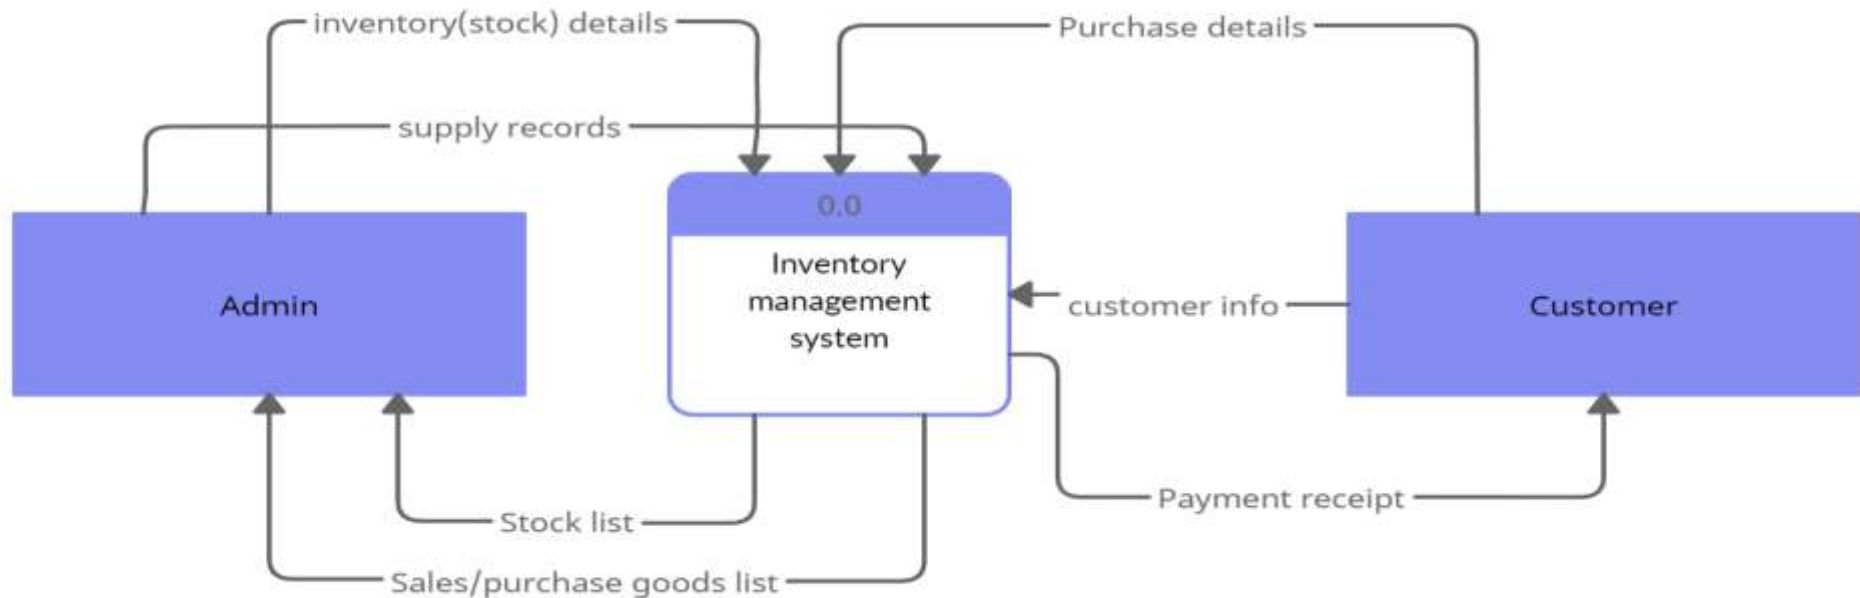 inventory(stock) details
Purchase details
supply records
0.0
Inventory
management
system
Admin
customer info
Customer
Payment receipt
Stock list
Sales/purchase goods list